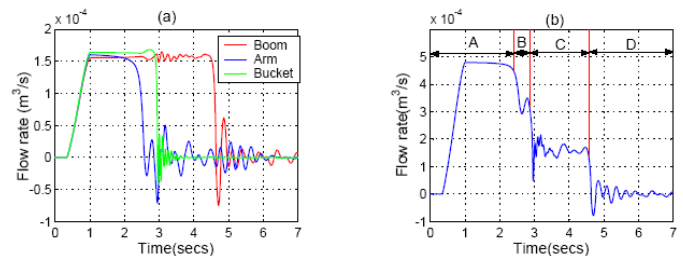 (a)
x 10⁻⁴
2
1.5
1
0.5
0
-0.5
-1
Flow rate (m³/s)
Boom
Arm
Bucket
0 1 2 3 4 5 6 7
Time(secs)
(b)
x 10⁻⁴
A B C D
5
4
3
2
1
0
-1
Flow rate(m³/s)
0 1 2 3 4 5 6 7
Time(secs)